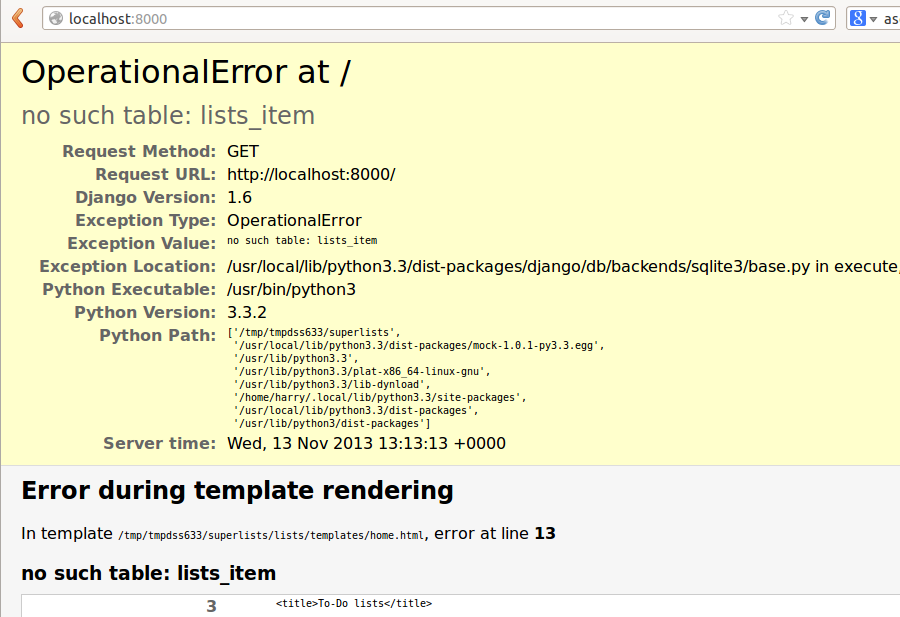 localhost:8000
as
OperationalError at /
no such table: lists_item
Request Method: GET
Request URL: http://localhost:8000/
Django Version: 1.6
Exception Type: OperationalError
Exception Value: no such table: lists_item
Exception Location: /usr/local/lib/python3.3/dist-packages/django/db/backends/sqlite3/base.py in execute,
Python Executable: /usr/bin/python3
Python Version: 3.3.2
Python Path: ['/tmp/tmpdss633/superlists',
'/usr/local/lib/python3.3/dist-packages/mock-1.0.1-py3.3.egg',
'/usr/lib/python3.3',
'/usr/lib/python3.3/plat-x86_64-linux-gnu',
'/usr/lib/python3.3/lib-dynload',
'/home/harry/.local/lib/python3.3/site-packages',
'/usr/local/lib/python3.3/dist-packages',
'/usr/lib/python3/dist-packages']
Server time: Wed, 13 Nov 2013 13:13:13 +0000
Error during template rendering
In template /tmp/tmpdss633/superlists/lists/templates/home.html, error at line 13
no such table: lists_item
3 <title>To-Do lists</title>